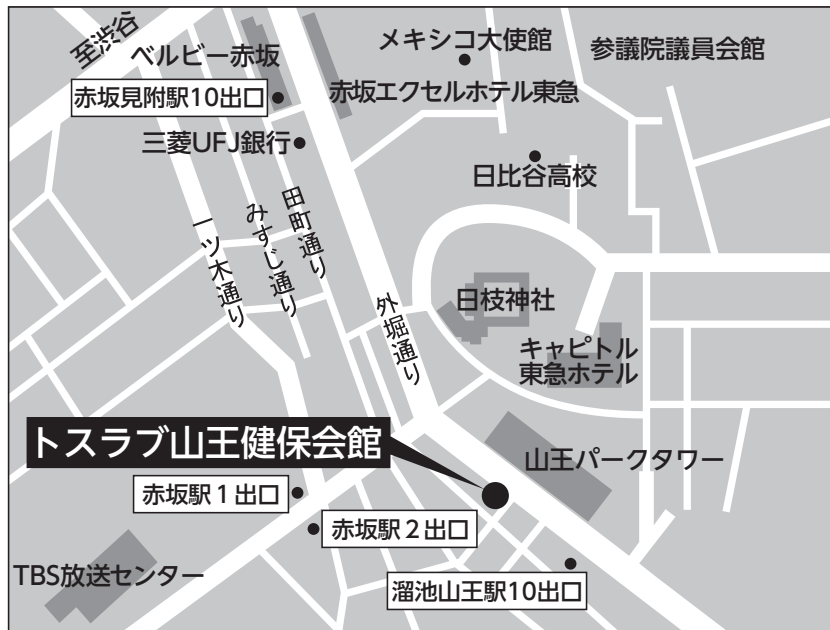 至渋谷
ベルビー赤坂
メキシコ大使館
参議院議員会館
赤坂見附駅10出口
赤坂エクセルホテル東急
三菱UFJ銀行
日比谷高校
田町通り
みすじ通り
一ツ木通り
外堀通り
日枝神社
キャピトル
東急ホテル
トスラブ山王健保会館
山王パークタワー
赤坂駅1出口
赤坂駅2出口
TBS放送センター
溜池山王駅10出口